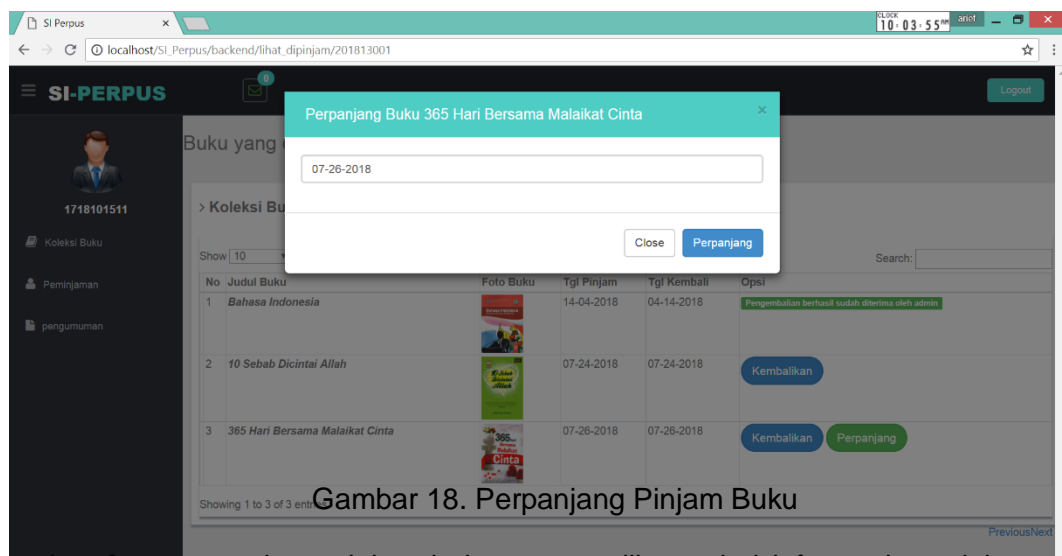 SI Perpus
CLOCK
10:03:55 AM
arief
localhost/SI_Perpus/backend/lihat_dipinjam/201813001
SI-PERPUS
0
Logout
Perpanjang Buku 365 Hari Bersama Malaikat Cinta
×
Buku yang
07-26-2018
1718101511
> Koleksi Bu
Close Perpanjang
Koleksi Buku
Show 10
Search:
Peminjaman
No Judul Buku Foto Buku Tgl Pinjam Tgl Kembali Opsi
1 Bahasa Indonesia 14-04-2018 04-14-2018 Pengembalian berhasil sudah diterima oleh admin
pengumuman
2 10 Sebab Dicintai Allah 07-24-2018 07-24-2018 Kembalikan
3 365 Hari Bersama Malaikat Cinta 07-26-2018 07-26-2018 Kembalikan Perpanjang
365
Cinta
Showing 1 to 3 of 3
Gambar 18. Perpanjang Pinjam Buku
PreviousNext